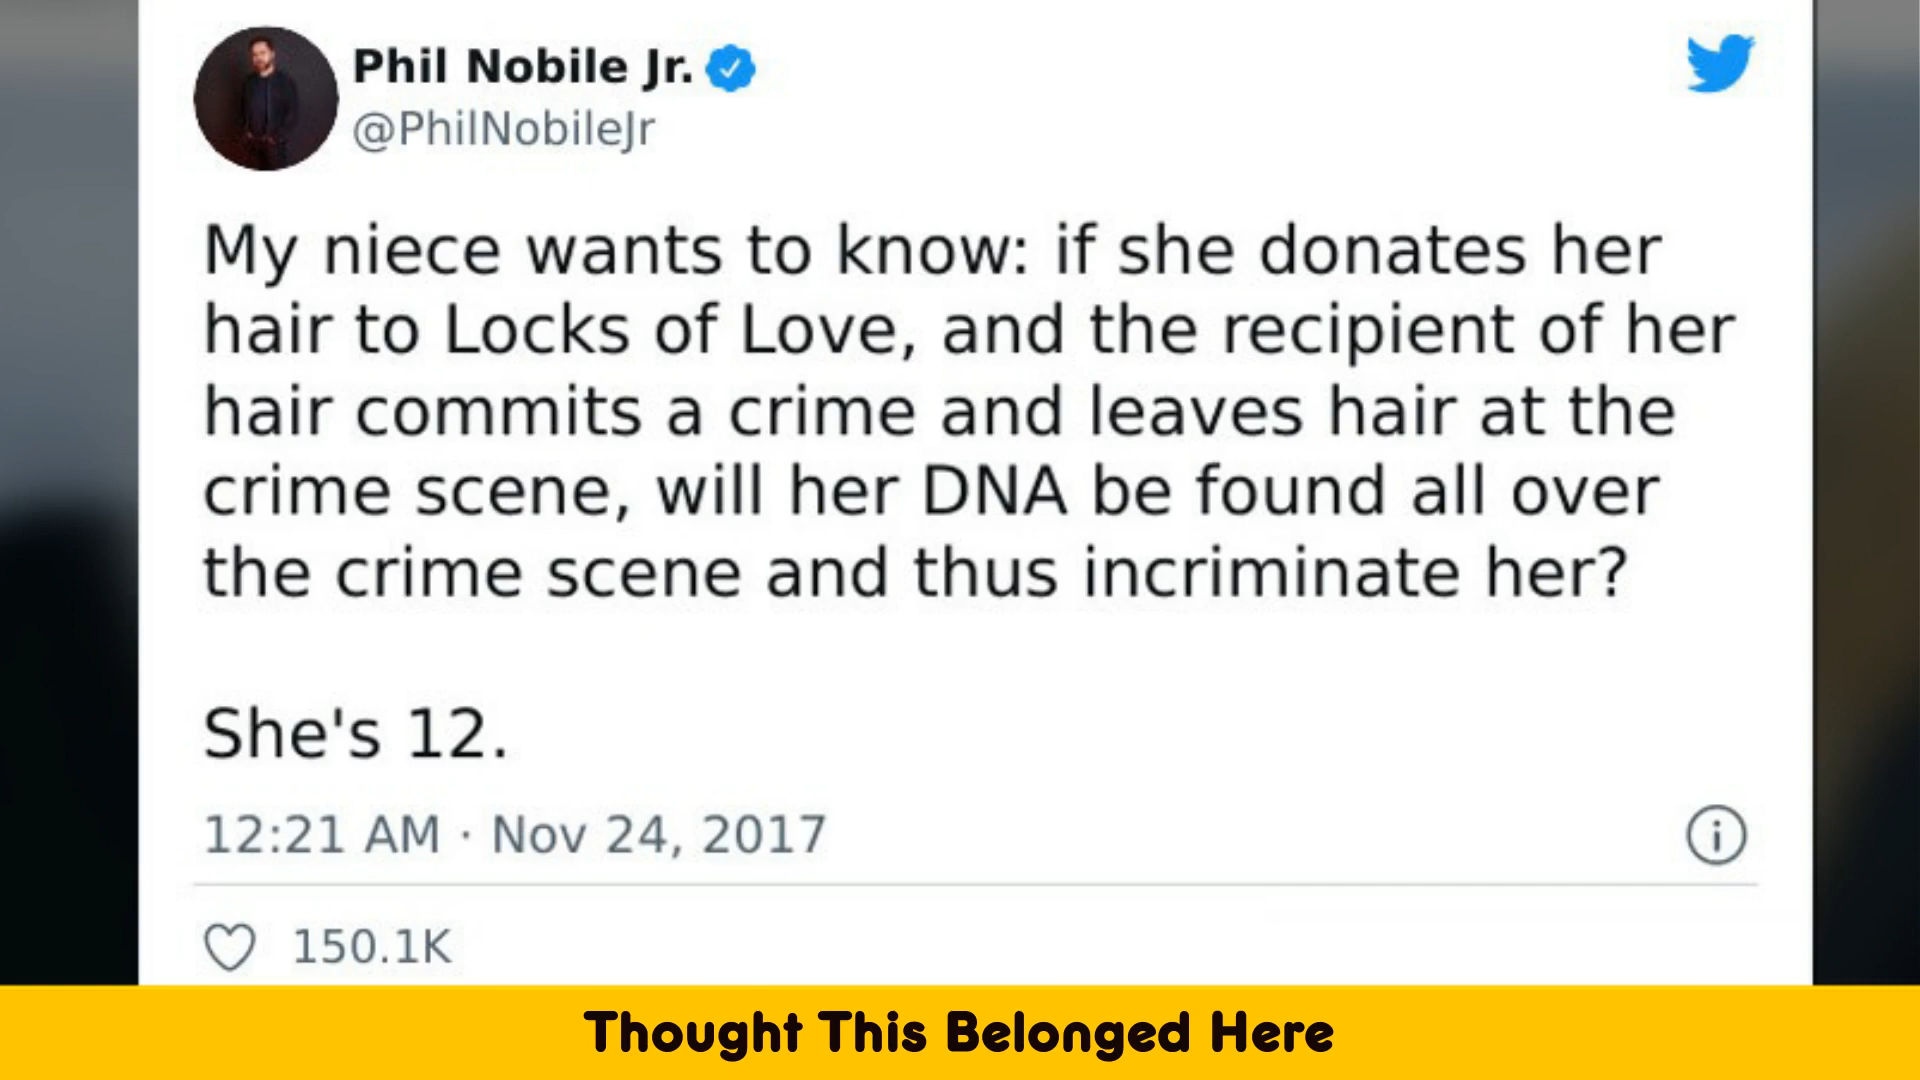 Phil Nobile Jr.
@PhilNobileJr
My niece wants to know: if she donates her
hair to Locks of Love, and the recipient of her
hair commits a crime and leaves hair at the
crime scene, will her DNA be found all over
the crime scene and thus incriminate her?
She's 12.
12:21 AM · Nov 24, 2017
150.1K
Thought This Belonged Here